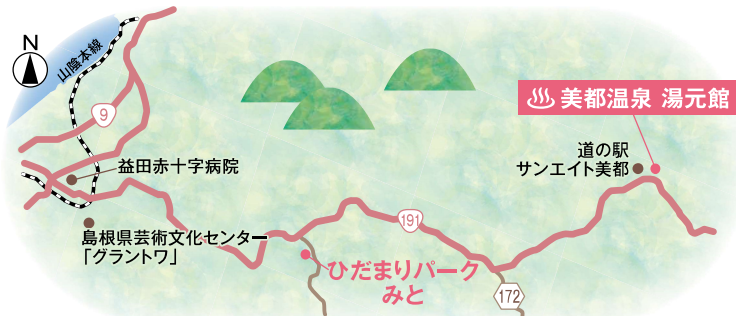 N
山陰本線
9
美都温泉 湯元館
道の駅
サンエイト美都
益田赤十字病院
島根県芸術文化センター
「グラントワ」
191
ひだまりパーク
みと
172